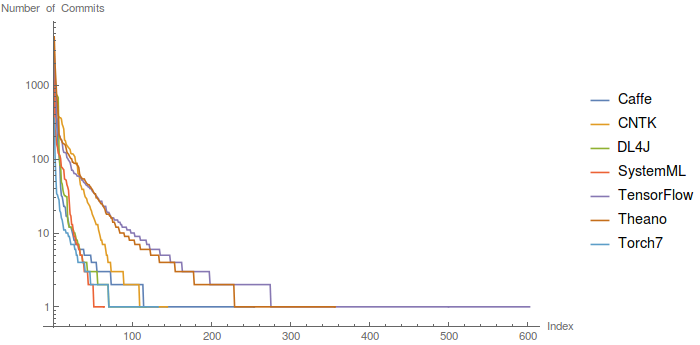 Number of Commits
1000
100
10
1
100
200
300
400
500
600
Index
Caffe
CNTK
DL4J
SystemML
TensorFlow
Theano
Torch7